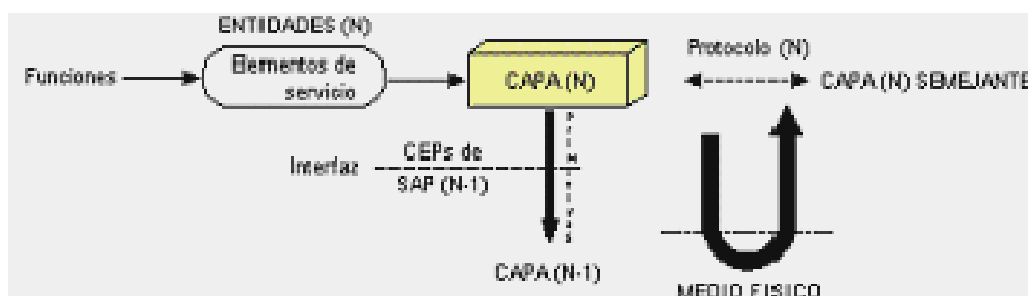 ENTIDADES (N)
Funciones
Elementos de
servicio
CAPA (N)
Protocolo (N)
CAPA (N) SEMEJANTE
Interfaz
CEPs de
SAP (N-1)
CAPA (N-1)
MEDIO FISICO